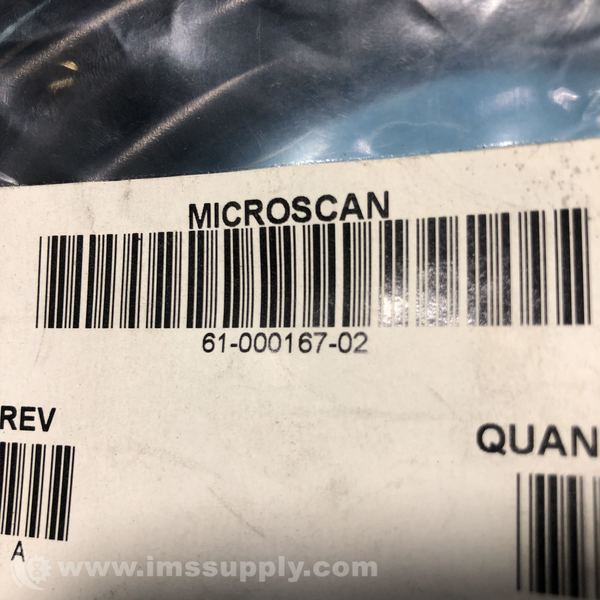 MICROSCAN
61-000167-02
REV
QUAN
A
www.imssupply.com